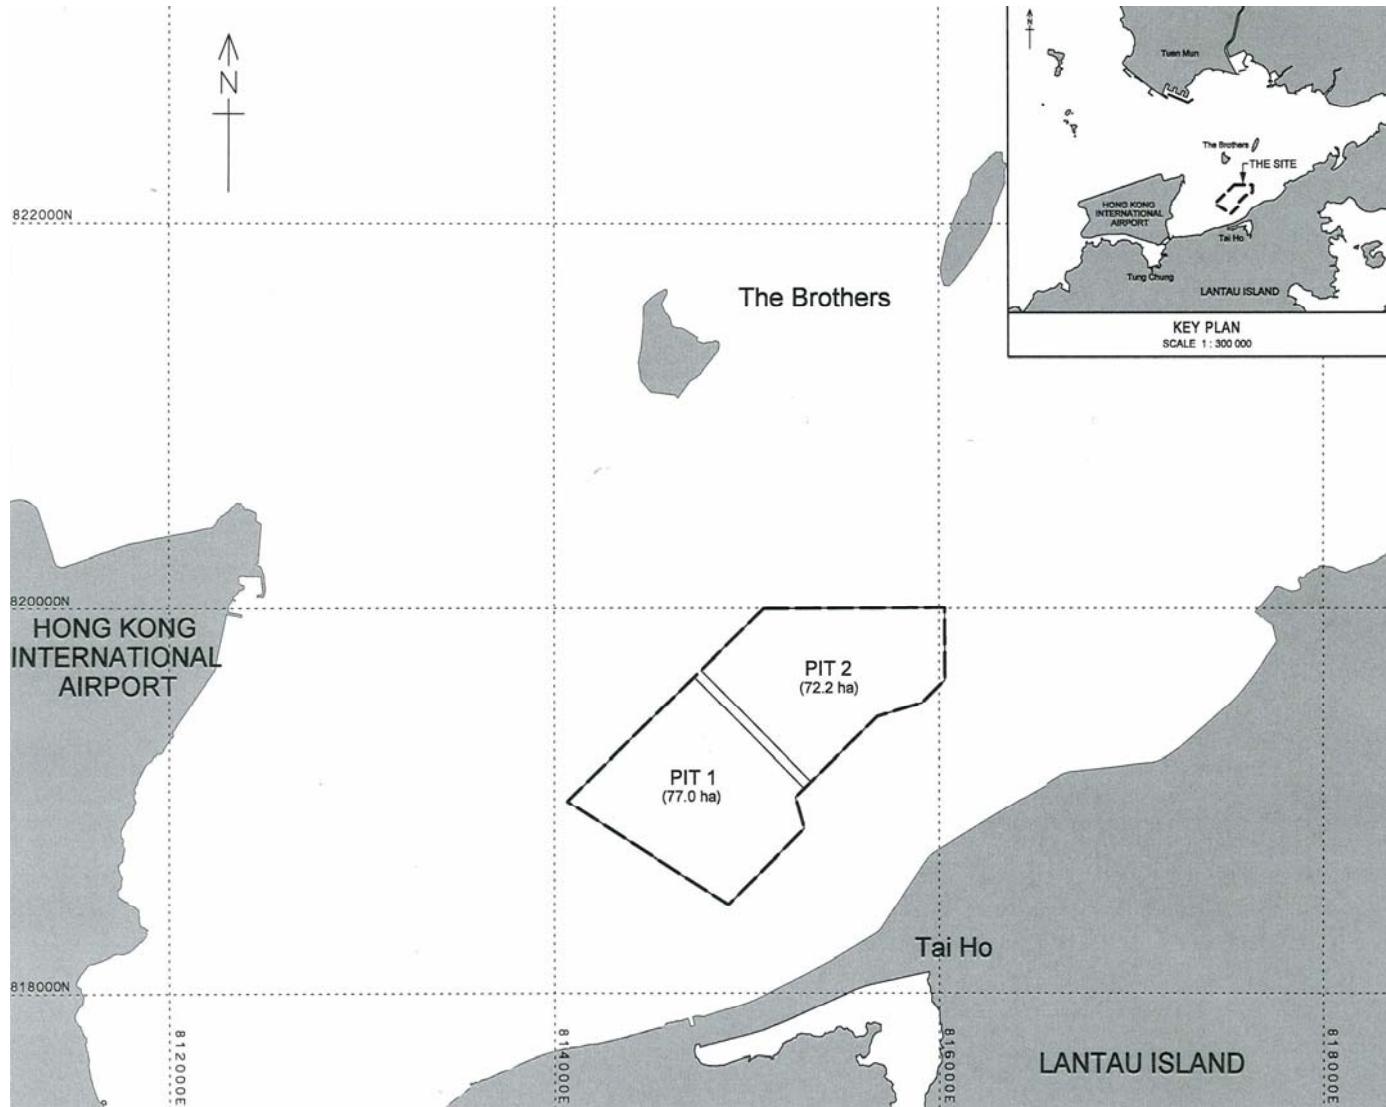 N
822000N
The Brothers
N
Tuen Mun
The Brothers
THE SITE
HONG KONG
INTERNATIONAL
AIRPORT
Tai Ho
Tung Chung
LANTAU ISLAND
KEY PLAN
SCALE 1 : 300 000
820000N
HONG KONG
INTERNATIONAL
AIRPORT
PIT 2
(72.2 ha)
PIT 1
(77.0 ha)
Tai Ho
818000N
812000E
814000E
816000E
818000E
LANTAU ISLAND